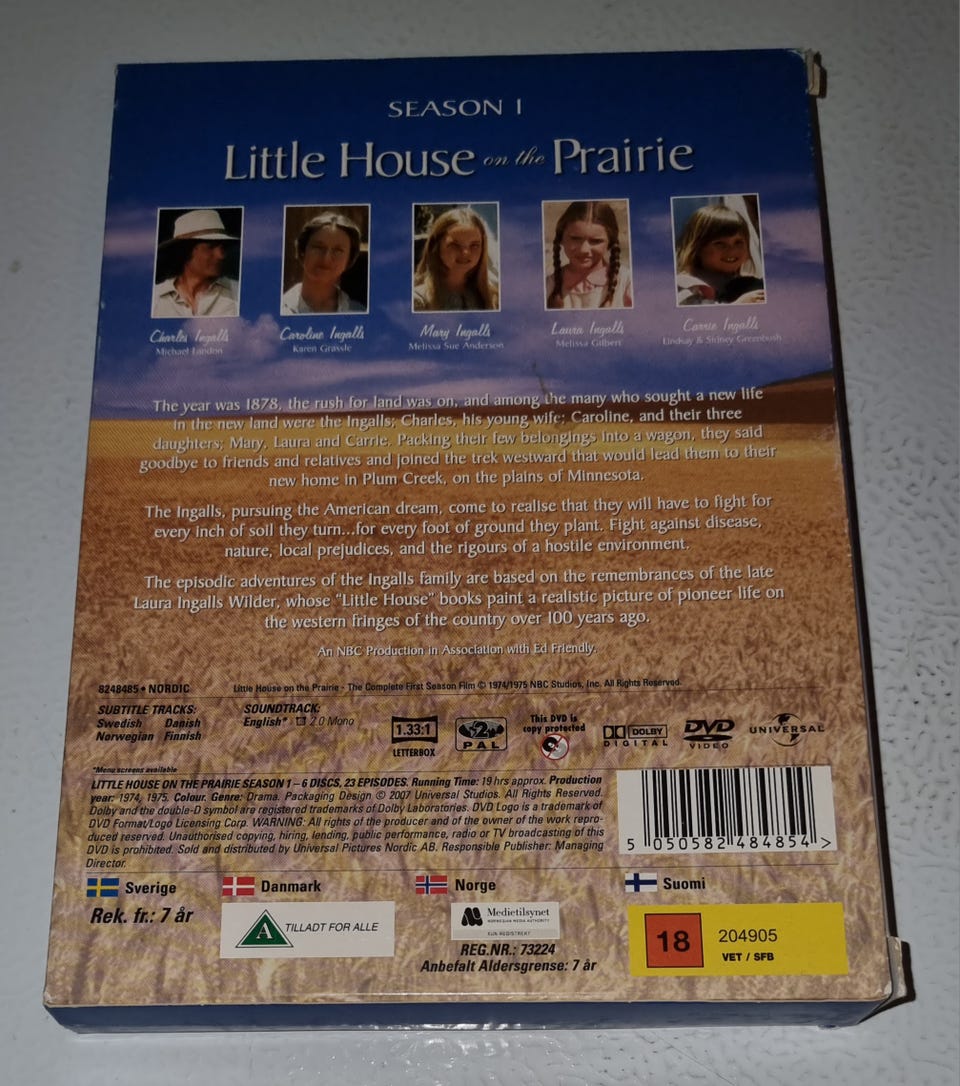 SEASON 1
Little House on the Prairie
Charles Ingalls
Michael Landon
Caroline Ingalls
Karen Grassle
Mary Ingalls
Melissa Sue Anderson
Laura Ingalls
Melissa Gilbert
Carrie Ingalls
Lindsay & Sidney Greenbush
The year was 1878, the rush for land was on, and among the many who sought a new life
in the new land were the Ingalls; Charles, his young wife; Caroline, and their three
daughters; Mary, Laura and Carrie. Packing their few belongings into a wagon, they said
goodbye to friends and relatives and joined the trek westward that would lead them to their
new home in Plum Creek, on the plains of Minnesota.
The Ingalls, pursuing the American dream, come to realise that they will have to fight for
every inch of soil they turn...for every foot of ground they plant. Fight against disease,
nature, local prejudices, and the rigours of a hostile environment.
The episodic adventures of the Ingalls family are based on the remembrances of the late
Laura Ingalls Wilder, whose "Little House" books paint a realistic picture of pioneer life on
the western fringes of the country over 100 years ago.
An NBC Production in Association with Ed Friendly.
8248485 • NORDIC
Little House on the Prairie - The Complete First Season Film © 1974/1975 NBC Studios, Inc. All Rights Reserved.
SUBTITLE TRACKS:
Swedish Danish
Norwegian Finnish
SOUNDTRACK:
English* 2.0 Mono
1.33:1
LETTERBOX
2
PAL
This DVD is
copy protected
DOLBY
DIGITAL
DVD
VIDEO
UNIVERSAL
*Menu screens available
LITTLE HOUSE ON THE PRAIRIE SEASON 1 – 6 DISCS, 23 EPISODES. Running Time: 19 hrs approx. Production
year: 1974, 1975. Colour. Genre: Drama. Packaging Design © 2007 Universal Studios. All Rights Reserved.
Dolby and the double-D symbol are registered trademarks of Dolby Laboratories. DVD Logo is a trademark of
DVD Format/Logo Licensing Corp. WARNING: All rights of the producer and of the owner of the work repro-
duced reserved. Unauthorised copying, hiring, lending, public performance, radio or TV broadcasting of this
DVD is prohibited. Sold and distributed by Universal Pictures Nordic AB. Responsible Publisher: Managing
Director.
5 050582 484854 >
Sverige
Rek. fr.: 7 år
Danmark
A
TILLADT FOR ALLE
Norge
Medietilsynet
NORWEGIAN MEDIA AUTHORITY
KUN REGISTRERT
REG.NR.: 73224
Anbefalt Aldersgrense: 7 år
Suomi
18
204905
VET / SFB